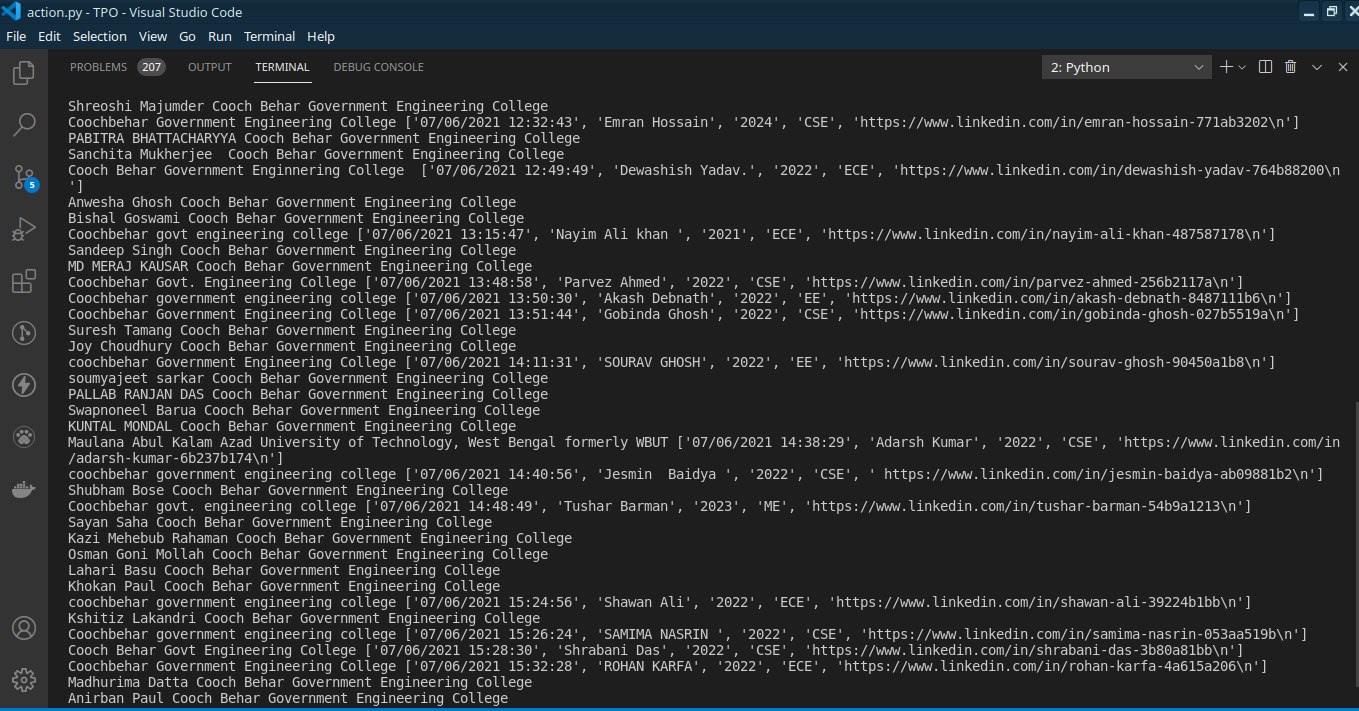 action.py - TPO - Visual Studio Code
File Edit Selection View Go Run Terminal Help
PROBLEMS 207 OUTPUT TERMINAL DEBUG CONSOLE 2: Python
Shreoshi Majumder Cooch Behar Government Engineering College
Coochbehar Government Engineering College ['07/06/2021 12:32:43', 'Emran Hossain', '2024', 'CSE', 'https://www.linkedin.com/in/emran-hossain-771ab3202\n']
PABITRA BHATTACHARYYA Cooch Behar Government Engineering College
Sanchita Mukherjee  Cooch Behar Government Engineering College
Cooch Behar Government Enginnering College  ['07/06/2021 12:49:49', 'Dewashish Yadav.', '2022', 'ECE', 'https://www.linkedin.com/in/dewashish-yadav-764b88200\n
']
Anwesha Ghosh Cooch Behar Government Engineering College
Bishal Goswami Cooch Behar Government Engineering College
Coochbehar govt engineering college ['07/06/2021 13:15:47', 'Nayim Ali khan ', '2021', 'ECE', 'https://www.linkedin.com/in/nayim-ali-khan-487587178\n']
Sandeep Singh Cooch Behar Government Engineering College
MD MERAJ KAUSAR Cooch Behar Government Engineering College
Coochbehar Govt. Engineering College ['07/06/2021 13:48:58', 'Parvez Ahmed', '2022', 'CSE', 'https://www.linkedin.com/in/parvez-ahmed-256b2117a\n']
Coochbehar government engineering college ['07/06/2021 13:50:30', 'Akash Debnath', '2022', 'EE', 'https://www.linkedin.com/in/akash-debnath-8487111b6\n']
Coochbehar Government Engineering College ['07/06/2021 13:51:44', 'Gobinda Ghosh', '2022', 'CSE', 'https://www.linkedin.com/in/gobinda-ghosh-027b5519a\n']
Suresh Tamang Cooch Behar Government Engineering College
Joy Choudhury Cooch Behar Government Engineering College
coochbehar Government Engineering College ['07/06/2021 14:11:31', 'SOURAV GHOSH', '2022', 'EE', 'https://www.linkedin.com/in/sourav-ghosh-90450a1b8\n']
soumyajeet sarkar Cooch Behar Government Engineering College
PALLAB RANJAN DAS Cooch Behar Government Engineering College
Swapnoneel Barua Cooch Behar Government Engineering College
KUNTAL MONDAL Cooch Behar Government Engineering College
Maulana Abul Kalam Azad University of Technology, West Bengal formerly WBUT ['07/06/2021 14:38:29', 'Adarsh Kumar', '2022', 'CSE', 'https://www.linkedin.com/in
/adarsh-kumar-6b237b174\n']
coochbehar government engineering college ['07/06/2021 14:40:56', 'Jesmin  Baidya ', '2022', 'CSE', ' https://www.linkedin.com/in/jesmin-baidya-ab09881b2\n']
Shubham Bose Cooch Behar Government Engineering College
Coochbehar govt. engineering college ['07/06/2021 14:48:49', 'Tushar Barman', '2023', 'ME', 'https://www.linkedin.com/in/tushar-barman-54b9a1213\n']
Sayan Saha Cooch Behar Government Engineering College
Kazi Mehebub Rahaman Cooch Behar Government Engineering College
Osman Goni Mollah Cooch Behar Government Engineering College
Lahari Basu Cooch Behar Government Engineering College
Khokan Paul Cooch Behar Government Engineering College
coochbehar government engineering college ['07/06/2021 15:24:56', 'Shawan Ali', '2022', 'ECE', 'https://www.linkedin.com/in/shawan-ali-39224b1bb\n']
Kshitiz Lakandri Cooch Behar Government Engineering College
Coochbehar government engineering college ['07/06/2021 15:26:24', 'SAMIMA NASRIN ', '2022', 'CSE', 'https://www.linkedin.com/in/samima-nasrin-053aa519b\n']
Cooch Behar Govt Engineering College ['07/06/2021 15:28:30', 'Shrabani Das', '2022', 'CSE', 'https://www.linkedin.com/in/shrabani-das-3b80a81bb\n']
Coochbehar Government Engineering College ['07/06/2021 15:32:28', 'ROHAN KARFA', '2022', 'ECE', 'https://www.linkedin.com/in/rohan-karfa-4a615a206\n']
Madhurima Datta Cooch Behar Government Engineering College
Anirban Paul Cooch Behar Government Engineering College
5